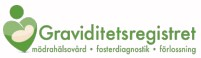 Graviditetsregistret
mödrahälsovård • fosterdiagnostik • förlossning